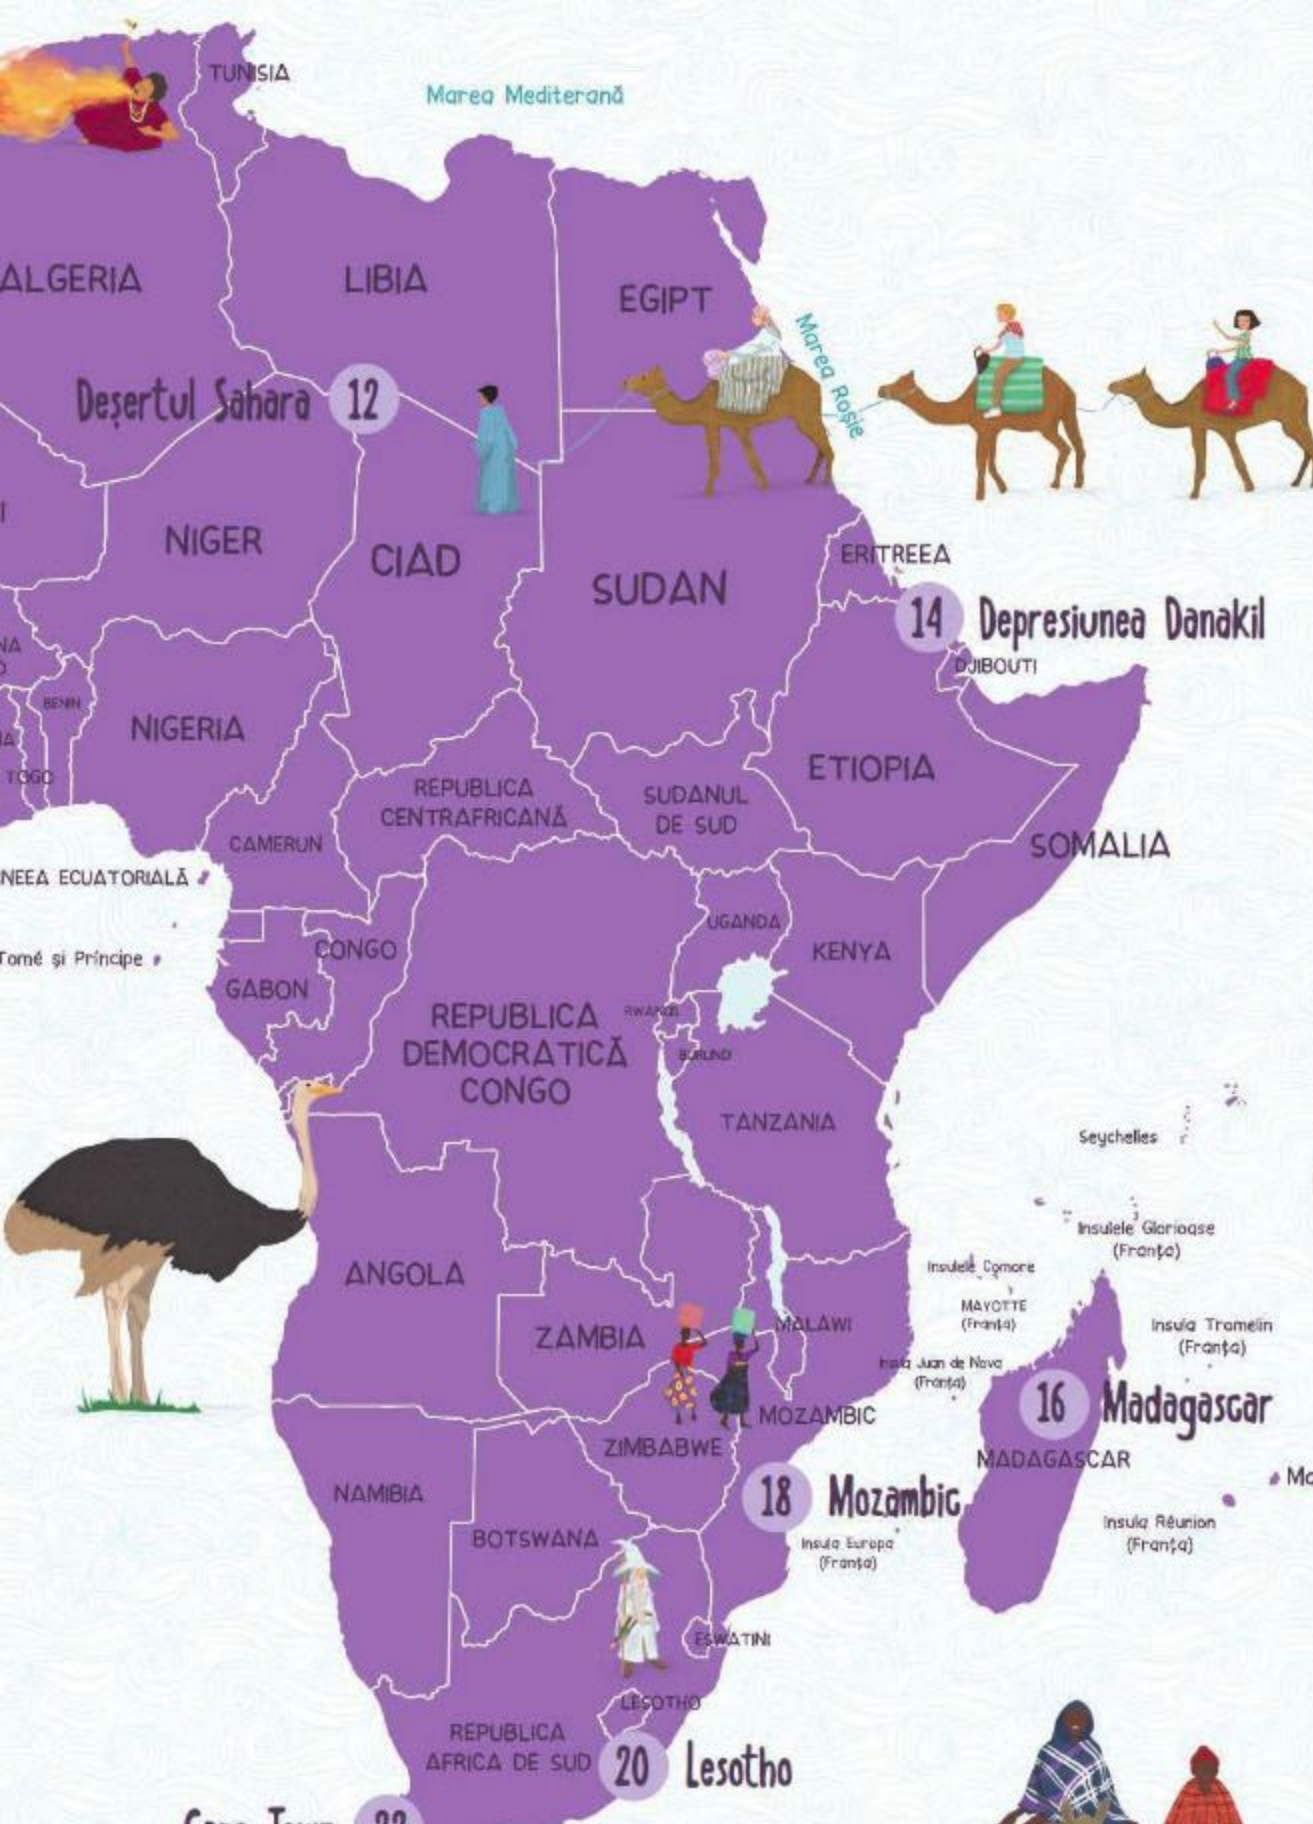 TUNISIA
Marea Mediterană
ALGERIA
LIBIA
EGIPT
Marea Roșie
Deșertul Sahara 12
NIGER
CIAD
SUDAN
ERITREEA
14 Depresiunea Danakil
DJIBOUTI
BENIN
NIGERIA
TOGO
ETIOPIA
REPUBLICA
CENTRAFRICANĂ
SUDANUL
DE SUD
CAMERUN
SOMALIA
NEEA ECUATORIALĂ
UGANDA
KENYA
CONGO
Tomé și Príncipe
GABON
REPUBLICA
DEMOCRATICĂ
CONGO
RWANDA
BURUNDI
TANZANIA
Seychelles
Insulele Glorioase
(Franța)
ANGOLA
Insulele Comore
MAYOTTE
(Franța)
ZAMBIA
MALAWI
Insula Tromelin
(Franța)
Insula Juan de Nova
(Franța)
16 Madagascar
MOZAMBIC
ZIMBABWE
MADAGASCAR
NAMIBIA
18 Mozambic
Insula Réunion
(Franța)
BOTSWANA
Insula Europa
(Franța)
ESWATINI
LESOTHO
REPUBLICA
AFRICA DE SUD
20 Lesotho